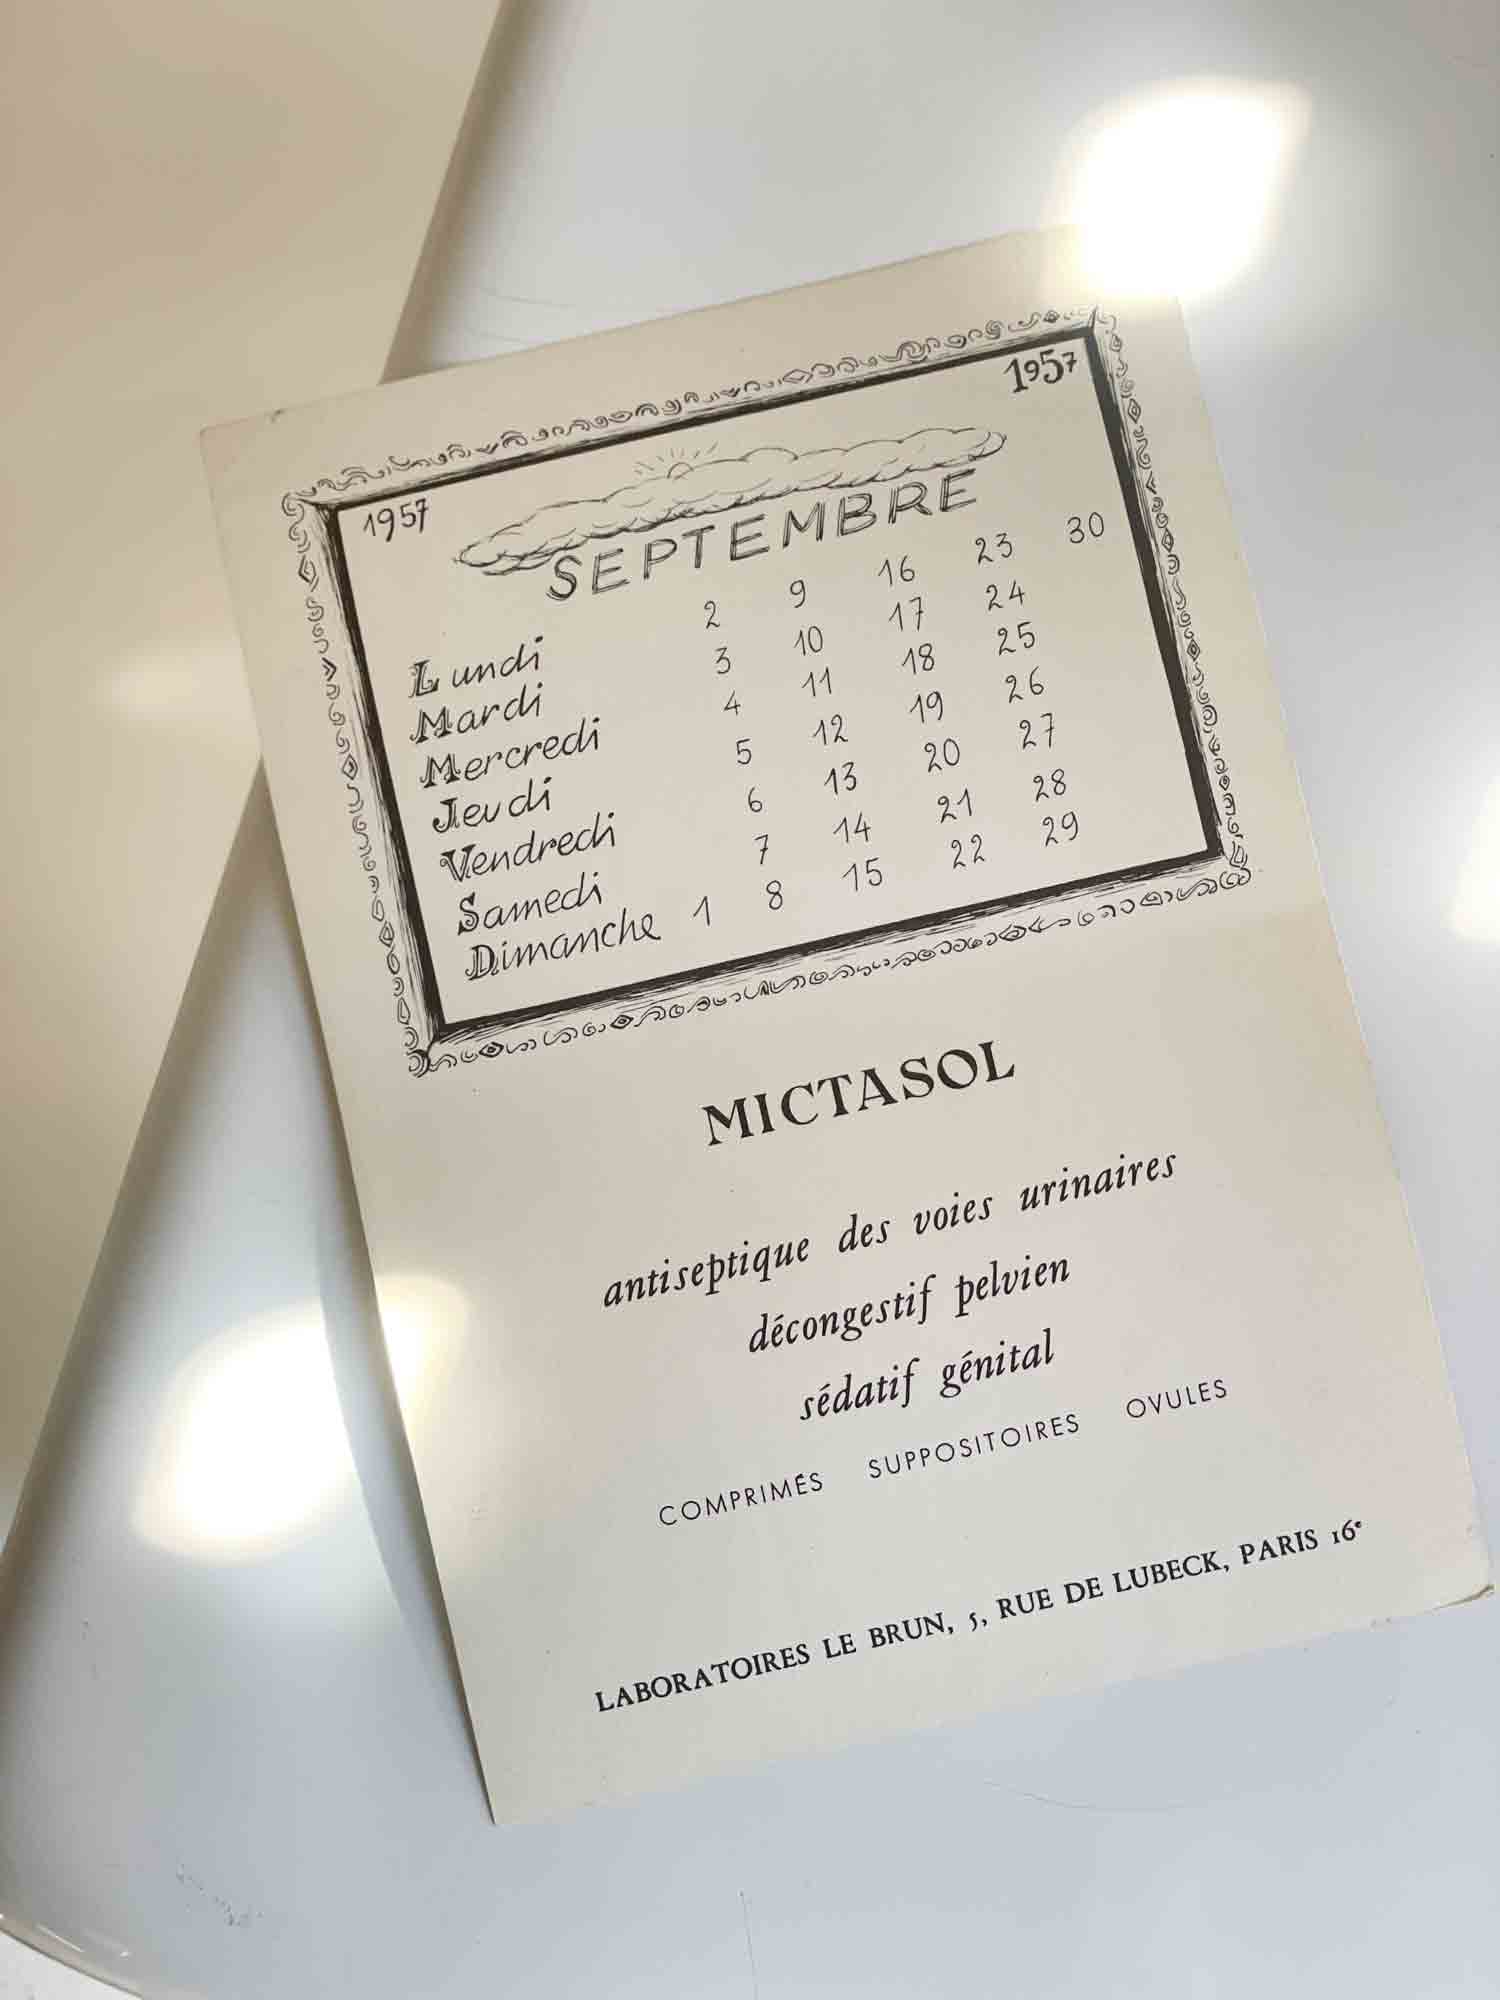 1957 1957
SEPTEMBRE
Lundi 2 9 16 23 30
Mardi 3 10 17 24
Mercredi 4 11 18 25
Jeudi 5 12 19 26
Vendredi 6 13 20 27
Samedi 7 14 21 28
Dimanche 1 8 15 22 29
MICTASOL
antiseptique des voies urinaires
décongestif pelvien
sédatif génital
COMPRIMÉS SUPPOSITOIRES OVULES
LABORATOIRES LE BRUN, 5, RUE DE LUBECK, PARIS 16e